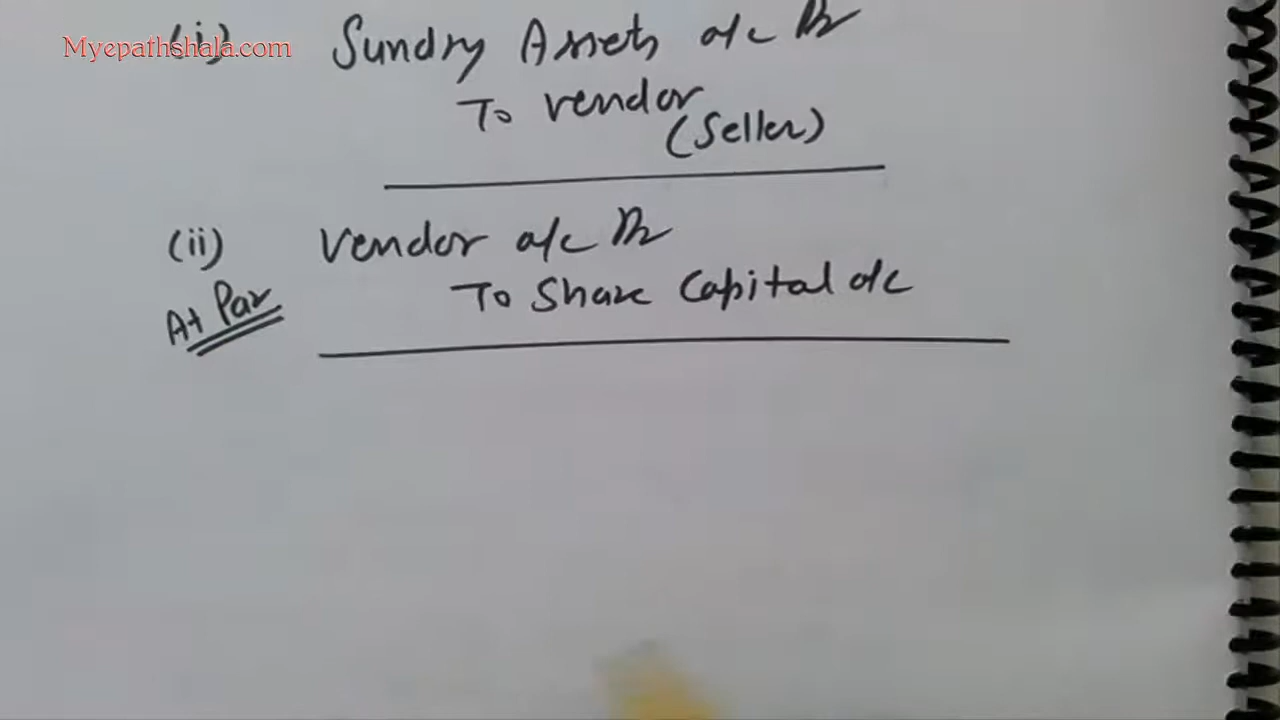 Myepathshala.com
(i) Sundry Assets a/c Dr
To vendor
(Seller)
(ii) Vendor a/c Dr
To Share Capital a/c
At Par